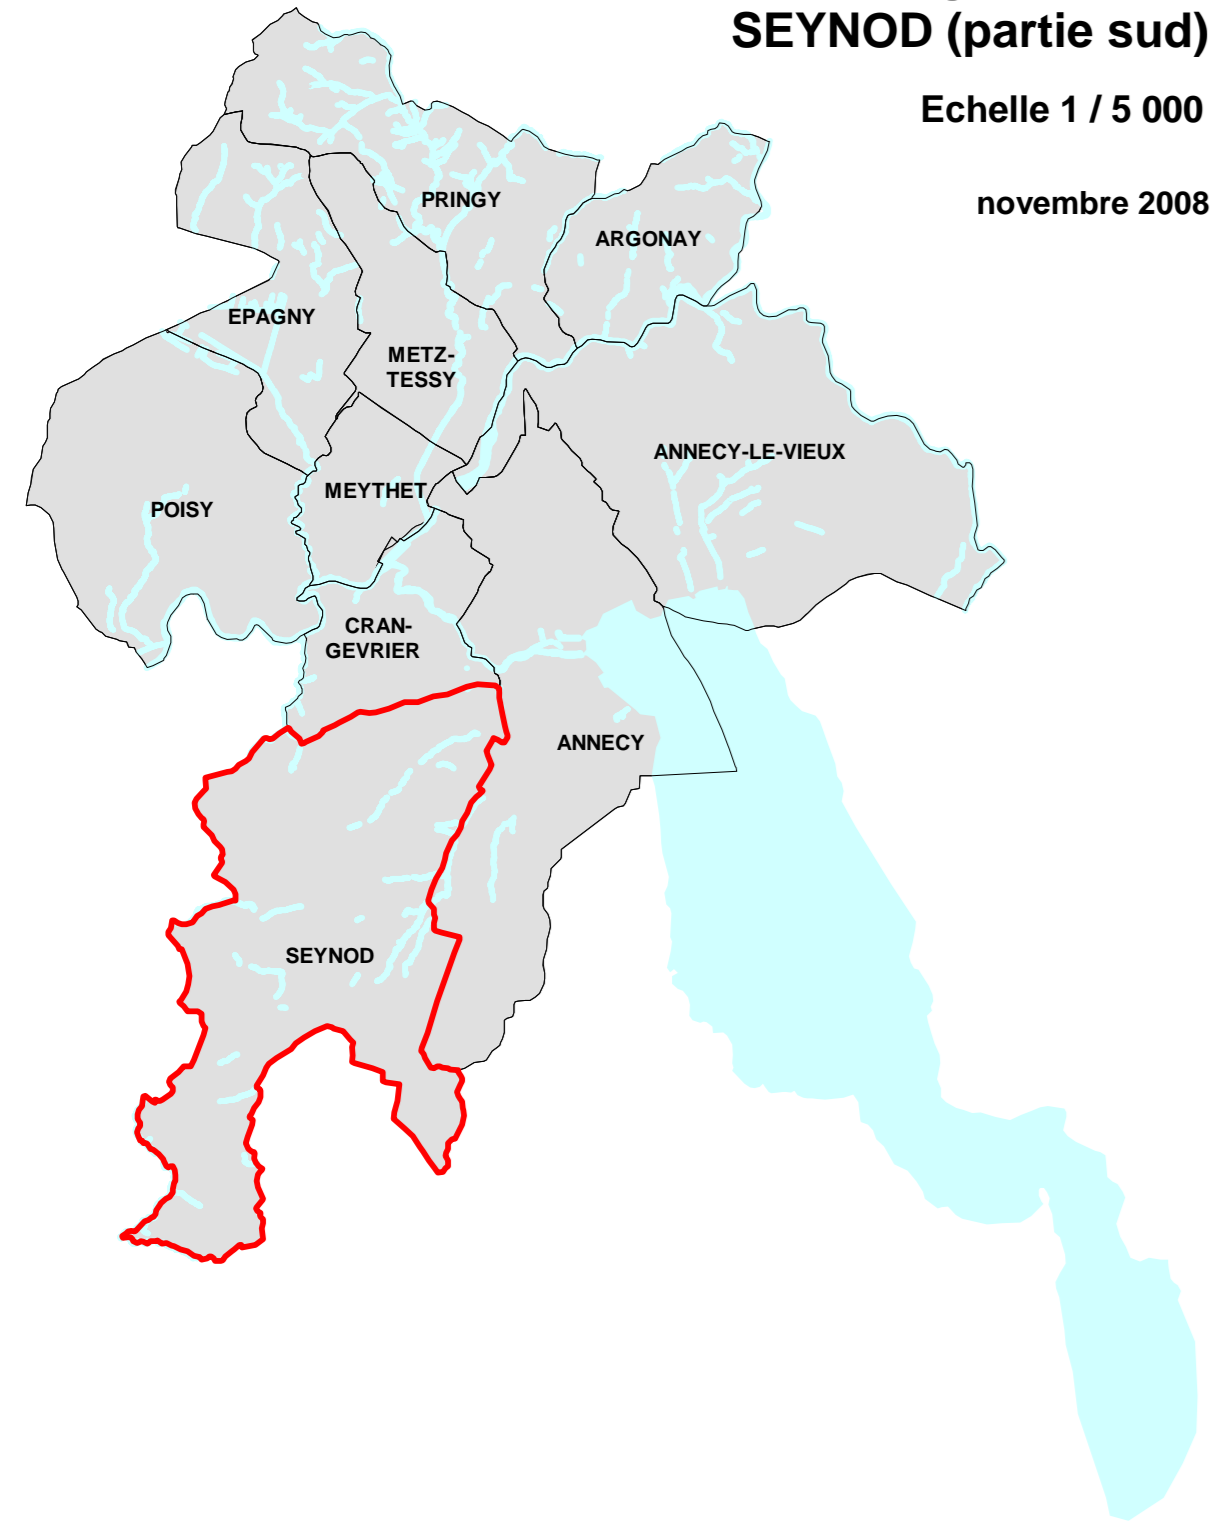 SEYNOD (partie sud)
Echelle 1 / 5 000
novembre 2008
PRINGY
ARGONAY
EPAGNY
METZ-
TESSY
ANNECY-LE-VIEUX
MEYTHET
POISY
CRAN-
GEVRIER
ANNECY
SEYNOD